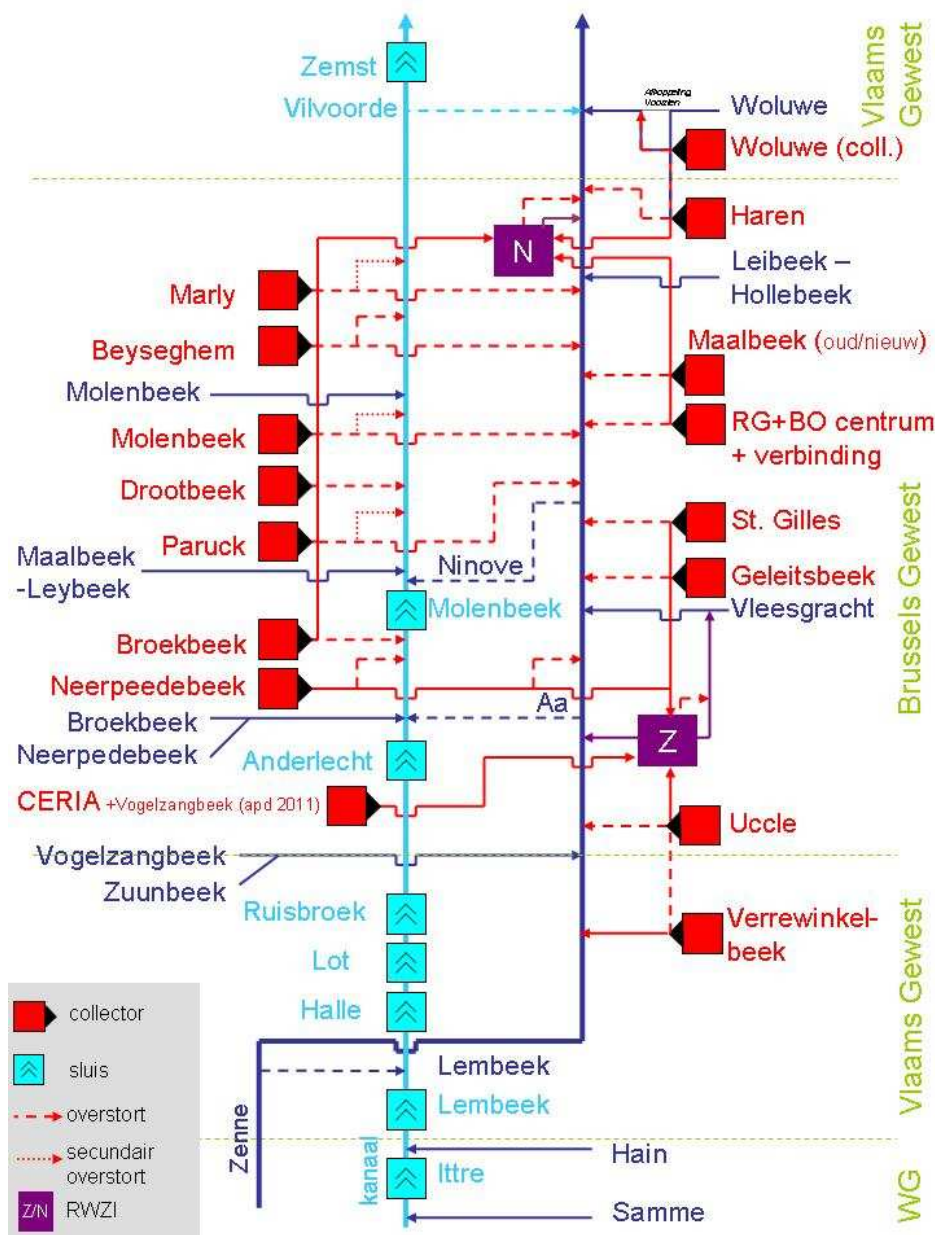 Zemst
Vilvoorde
Afkoppeling
Woluwe
Woluwe (coll.)
Vlaams
Gewest
Haren
N
Leibeek –
Hollebeek
Marly
Beyseghem
Maalbeek (oud/nieuw)
Molenbeek
Molenbeek
RG+BO centrum
+ verbinding
Drootbeek
Paruck
St. Gilles
Maalbeek
-Leybeek
Ninove
Geleitsbeek
Molenbeek
Vleesgracht
Brussels Gewest
Broekbeek
Neerpeedebeek
Aa
Broekbeek
Neerpedebeek
Z
Anderlecht
CERIA +Vogelzangbeek (apd 2011)
Uccle
Vogelzangbeek
Zuunbeek
Ruisbroek
Verrewinkel-
beek
Lot
Halle
Vlaams Gewest
Lembeek
Lembeek
Zenne
kanaal
Hain
Ittre
Samme
WG
collector
sluis
overstort
secundair
overstort
Z/N RWZI